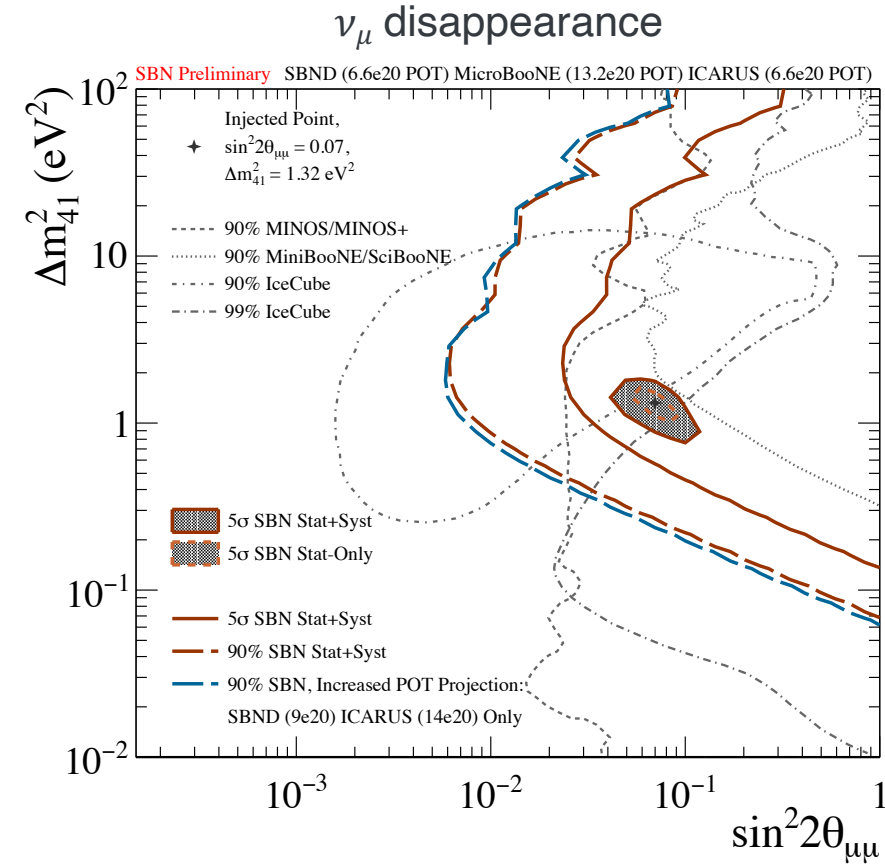 ν_μ disappearance
SBN Preliminary SBND (6.6e20 POT) MicroBooNE (13.2e20 POT) ICARUS (6.6e20 POT)
Δm²₄₁ (eV²)
10²
10
1
10⁻¹
10⁻²
Injected Point,
sin²2θ_μμ = 0.07,
Δm²₄₁ = 1.32 eV²
90% MINOS/MINOS+
90% MiniBooNE/SciBooNE
90% IceCube
99% IceCube
5σ SBN Stat+Syst
5σ SBN Stat-Only
5σ SBN Stat+Syst
90% SBN Stat+Syst
90% SBN, Increased POT Projection:
SBND (9e20) ICARUS (14e20) Only
10⁻³ 10⁻² 10⁻¹ 1
sin²2θ_μμ